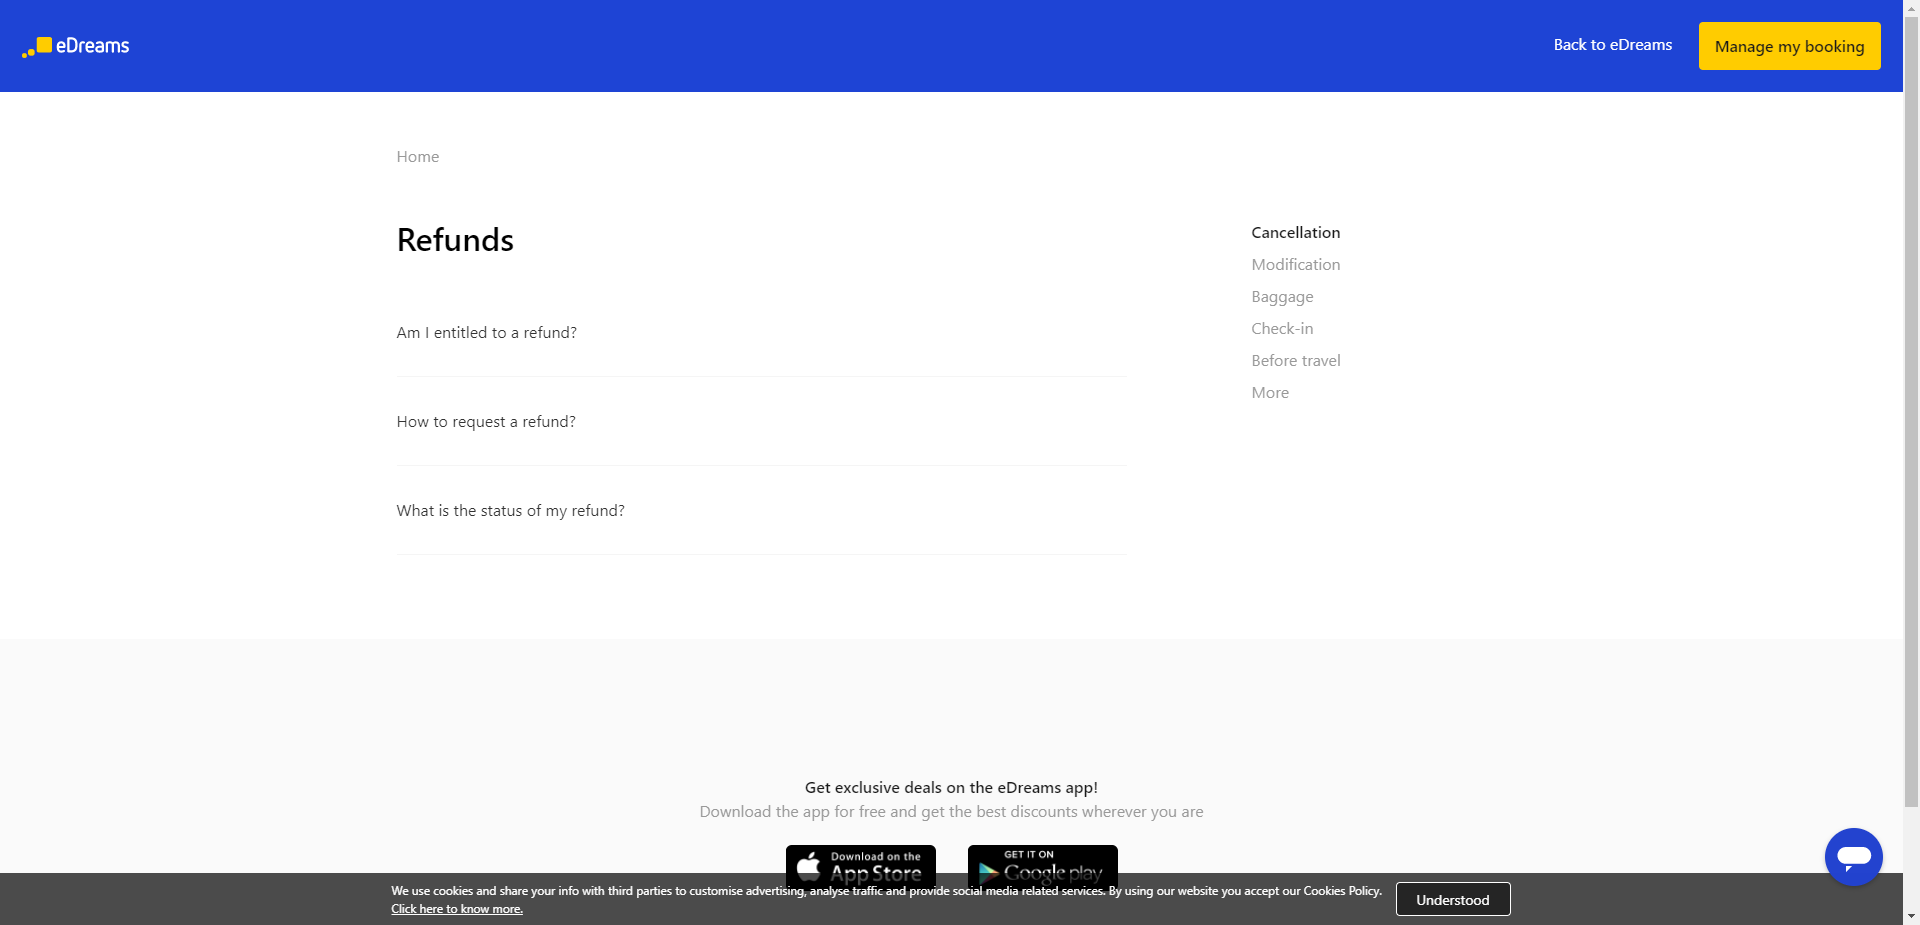 eDreams
Back to eDreams
Manage my booking
Home
Refunds
Am I entitled to a refund?
How to request a refund?
What is the status of my refund?
Cancellation
Modification
Baggage
Check-in
Before travel
More
Get exclusive deals on the eDreams app!
Download the app for free and get the best discounts wherever you are
Download on the
App Store
GET IT ON
Google play
We use cookies and share your info with third parties to customise advertising, analyse traffic and provide social media related services. By using our website you accept our Cookies Policy.
Click here to know more.
Understood